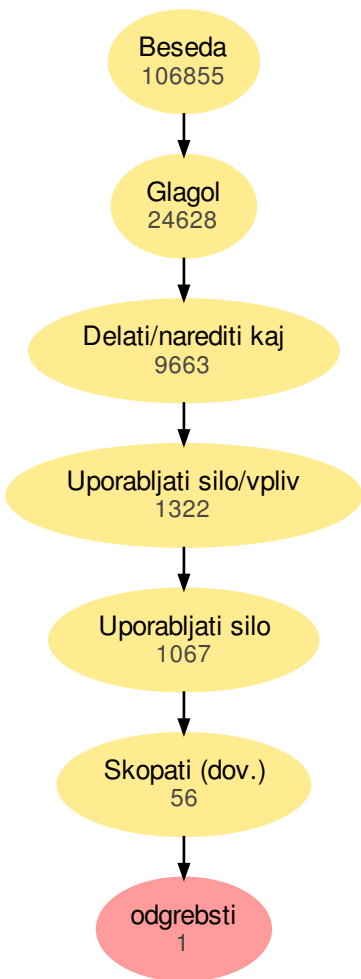 Beseda
106855
Glagol
24628
Delati/narediti kaj
9663
Uporabljati silo/vpliv
1322
Uporabljati silo
1067
Skopati (dov.)
56
odgrebsti
1